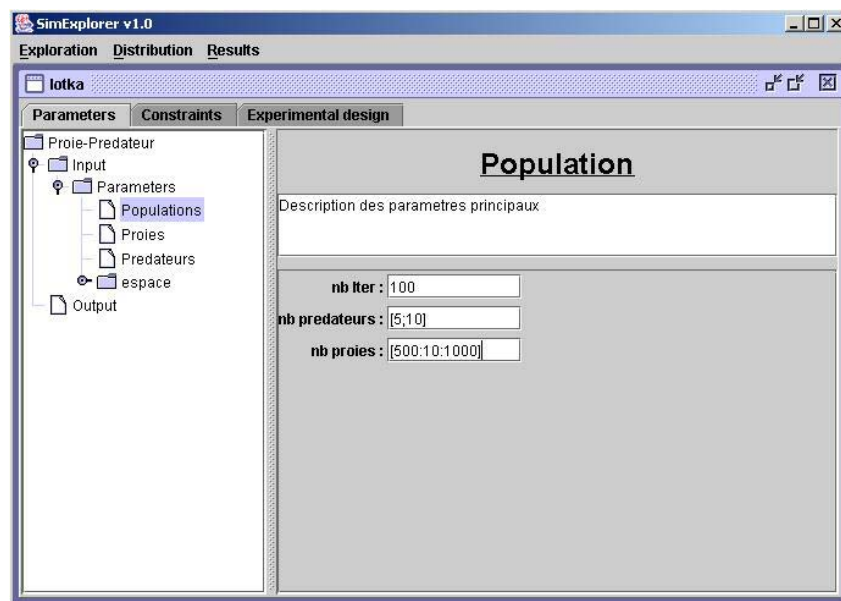 SimExplorer v1.0
Exploration Distribution Results
lotka
Parameters Constraints Experimental design
Proie-Predateur
Input
Parameters
Populations
Proies
Predateurs
espace
Output
Population
Description des parametres principaux
nb Iter : 100
nb predateurs : [5;10]
nb proies : [500:10:1000]